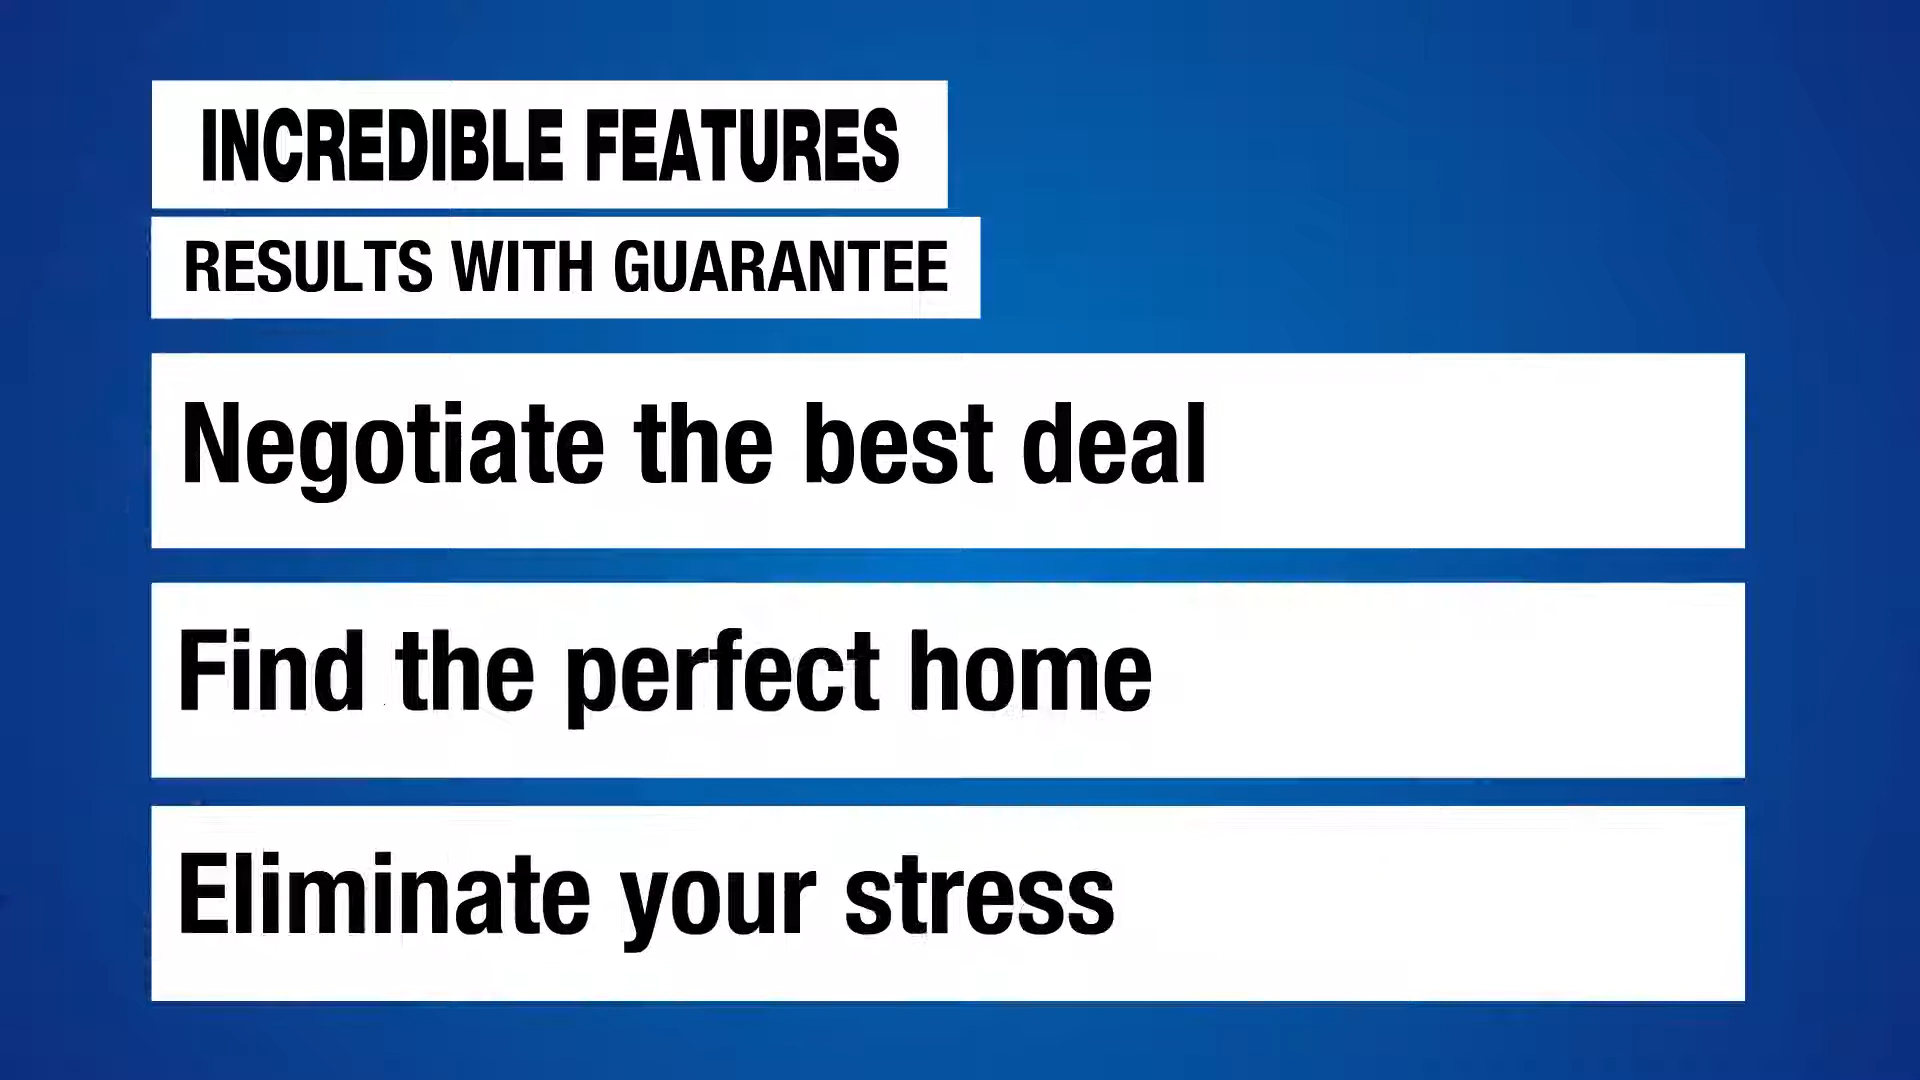 INCREDIBLE FEATURES
RESULTS WITH GUARANTEE
Negotiate the best deal
Find the perfect home
Eliminate your stress